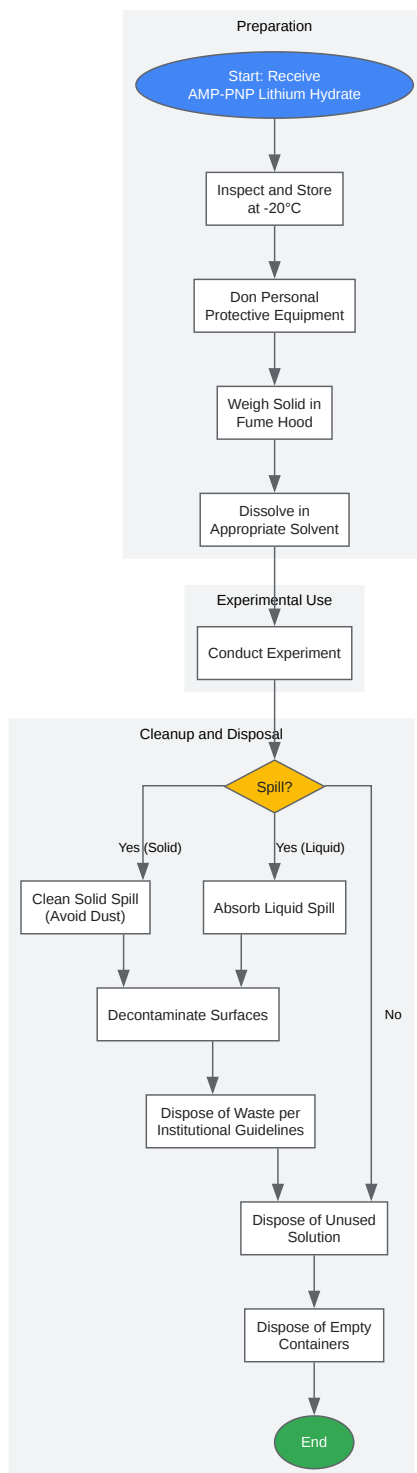 Preparation
Start: Receive
AMP-PNP Lithium Hydrate
Inspect and Store
at -20°C
Don Personal
Protective Equipment
Weigh Solid in
Fume Hood
Dissolve in
Appropriate Solvent
Experimental Use
Conduct Experiment
Cleanup and Disposal
Spill?
Yes (Solid)
Yes (Liquid)
Clean Solid Spill
(Avoid Dust)
Absorb Liquid Spill
Decontaminate Surfaces
No
Dispose of Waste per
Institutional Guidelines
Dispose of Unused
Solution
Dispose of Empty
Containers
End